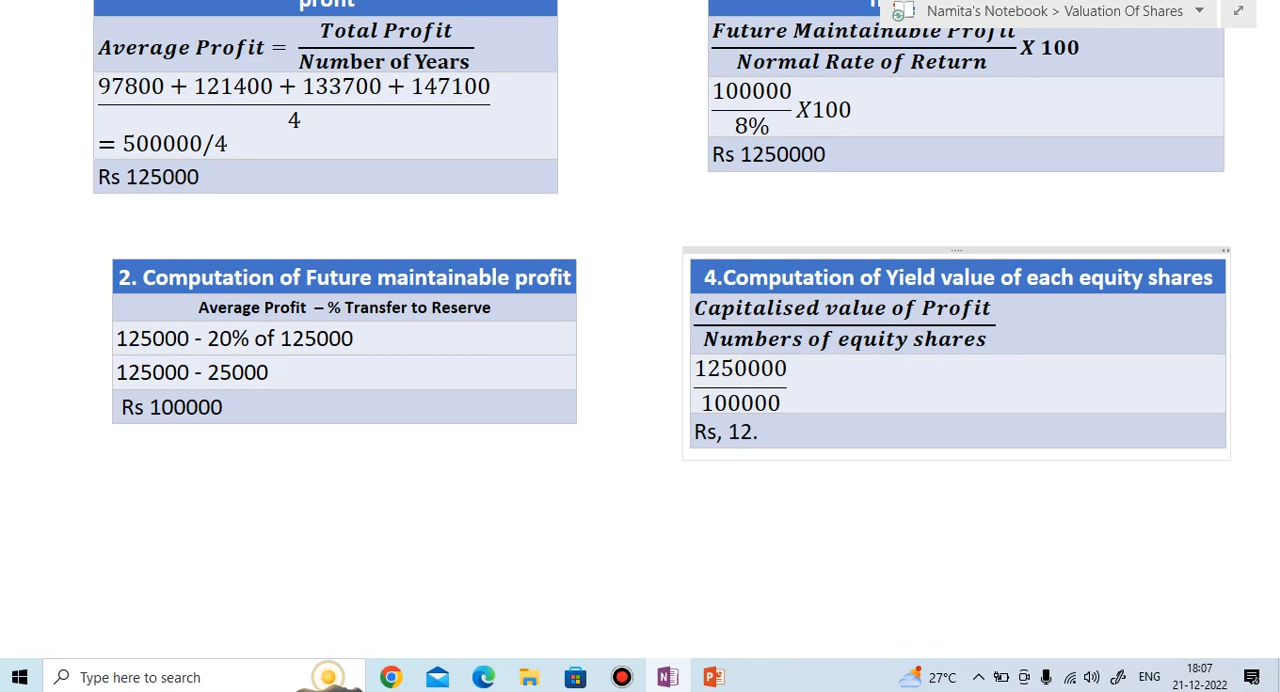 profit
Average Profit = Total Profit / Number of Years
97800 + 121400 + 133700 + 147100
4
= 500000/4
Rs 125000
Namita's Notebook > Valuation Of Shares
Future Maintainable Profit / Normal Rate of Return X 100
100000 / 8% X100
Rs 1250000
2. Computation of Future maintainable profit
Average Profit – % Transfer to Reserve
125000 - 20% of 125000
125000 - 25000
Rs 100000
4.Computation of Yield value of each equity shares
Capitalised value of Profit
Numbers of equity shares
1250000
100000
Rs, 12.
Type here to search
27°C
ENG
18:07
21-12-2022